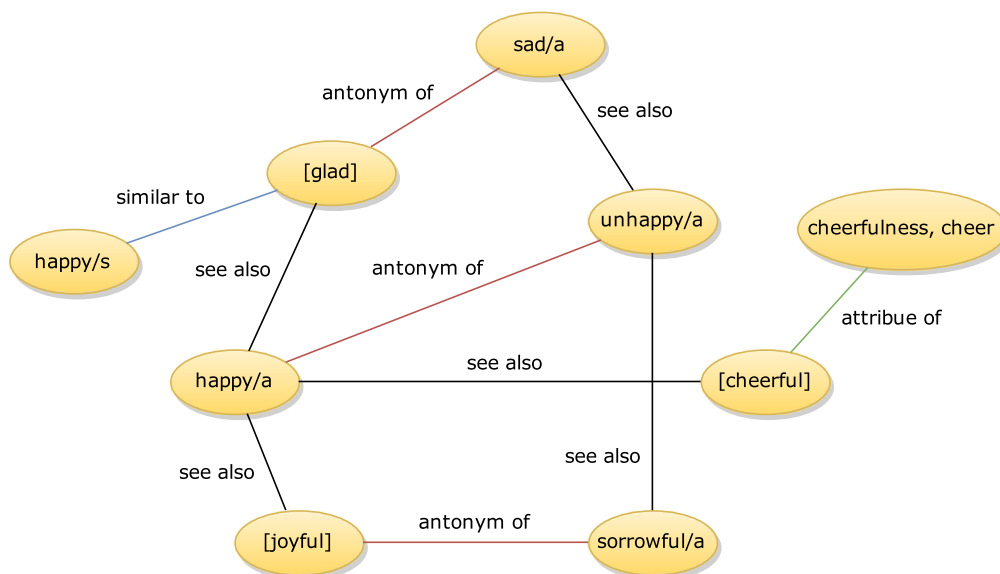 sad/a
antonym of
see also
[glad]
similar to
unhappy/a
cheerfulness, cheer
happy/s
see also
antonym of
attribue of
see also
happy/a
[cheerful]
see also
see also
antonym of
[joyful]
sorrowful/a